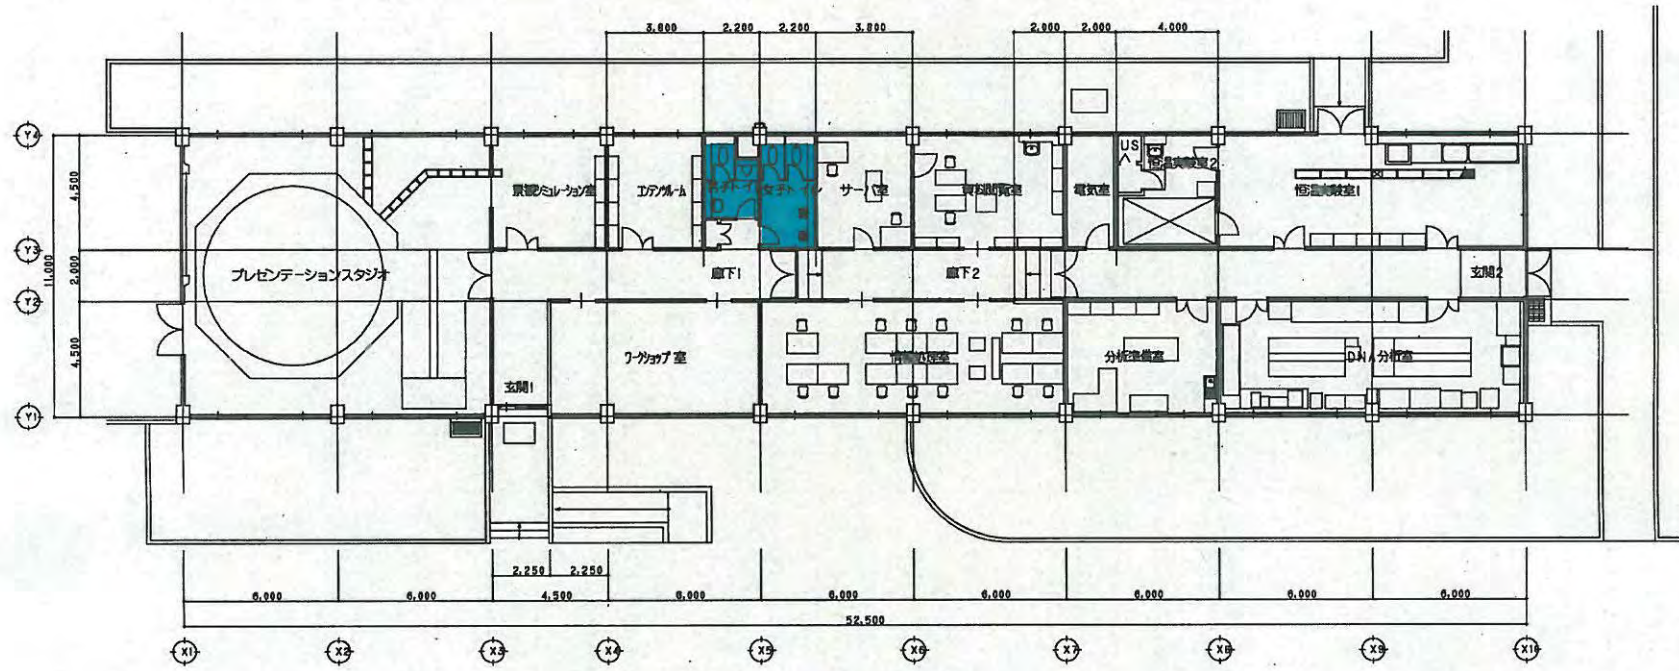 3,800 2,200 2,200 3,800 2,000 2,000 4,000
Y4
US
恒温実験室2
景観シミュレーション室 コンテンツルーム 男子トイレ 女子トイレ サーバ室 資料閲覧室 電気室 恒温実験室1
4,500
Y3
プレゼンテーションスタジオ 廊下1 廊下2 玄関2
11,000 2,000
Y2
ワークショップ室 情報処理室 分析準備室 DNA分析室
4,500
玄関1
Y1
2,250 2,250
6,000 6,000 4,500 6,000 6,000 6,000 6,000 6,000 6,000
52,500
X1 X2 X3 X4 X5 X6 X7 X8 X9 X10